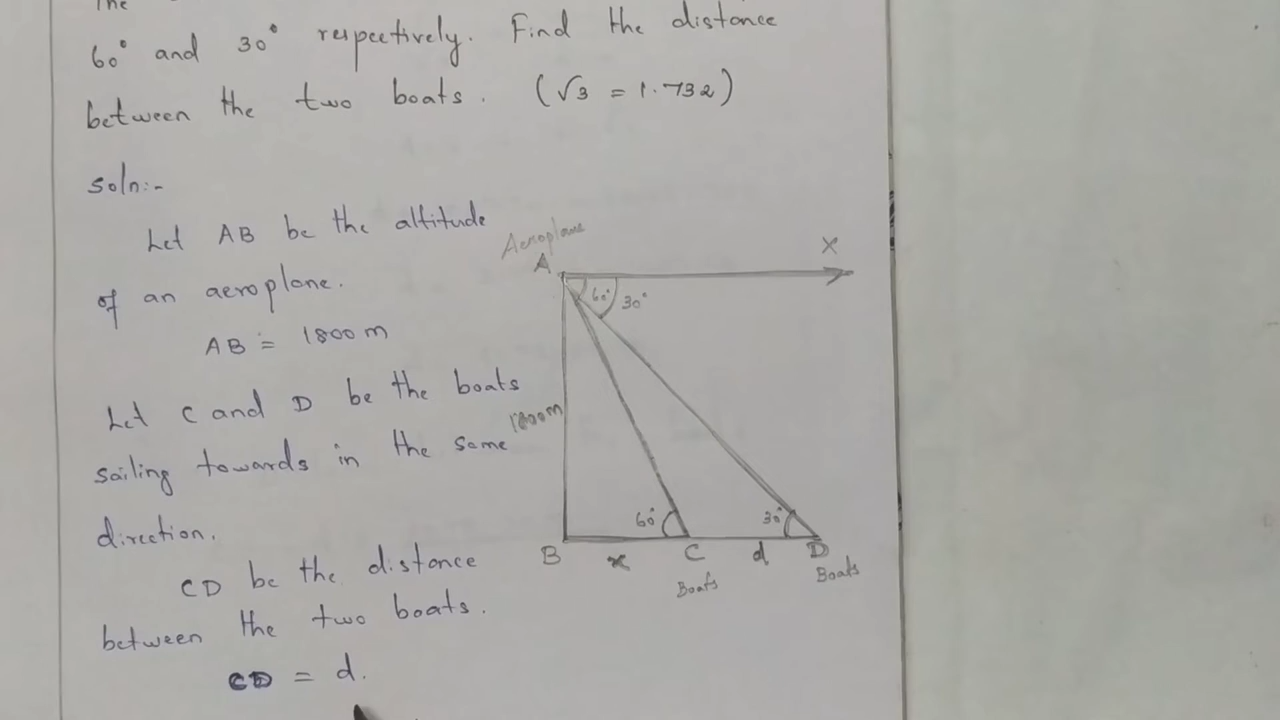 The
60° and 30° respectively. Find the distance
between the two boats. (√3 = 1.732)
Soln:-
Let AB be the altitude
of an aeroplane.
AB = 1800m
Let C and D be the boats
sailing towards in the same
direction.
CD be the distance
between the two boats.
CD = d.
Aeroplane
A
X
60° 30°
1800m
60° 30°
B x C d D
Boats Boats